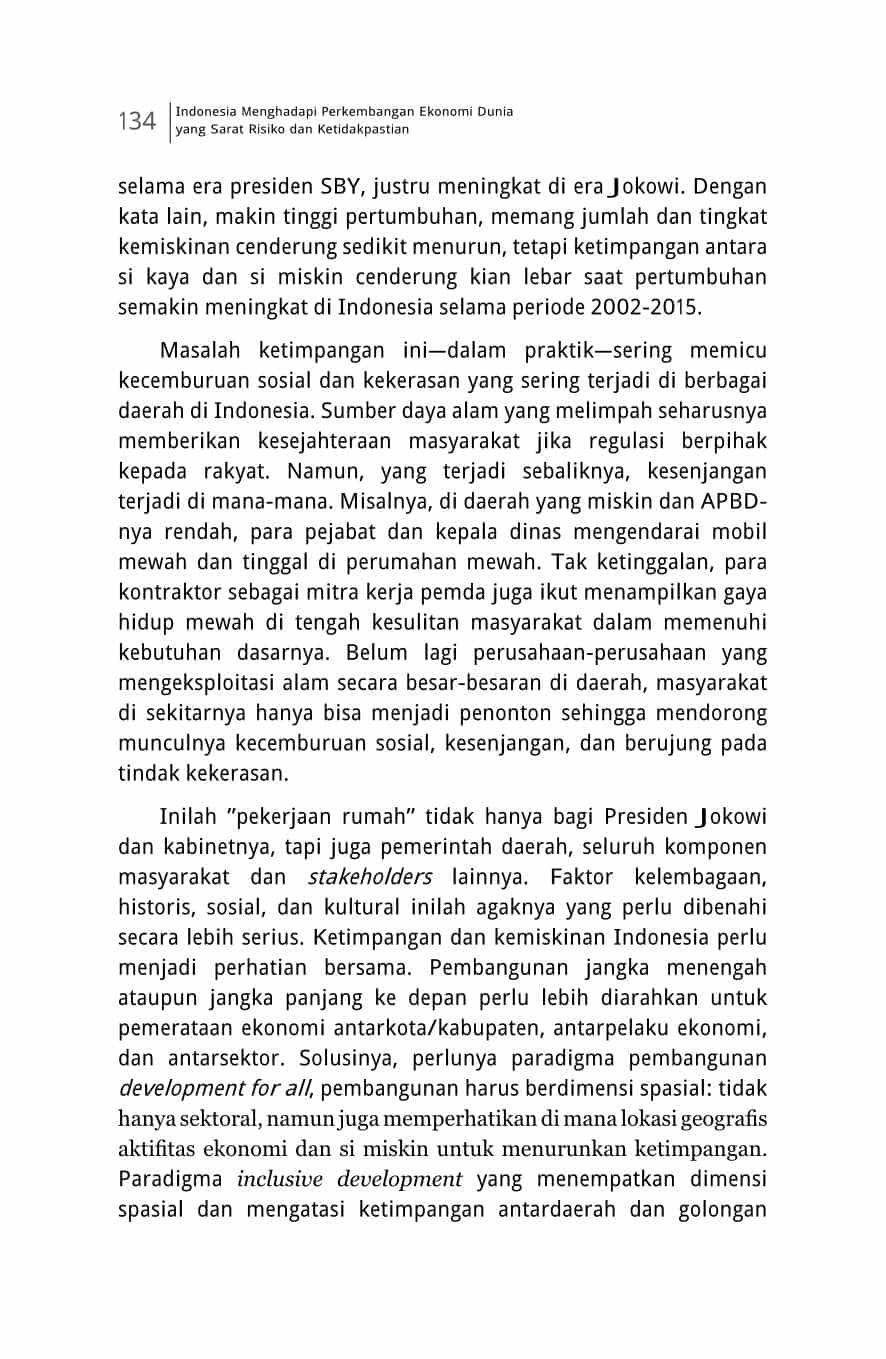 134
Indonesia Menghadapi Perkembangan Ekonomi Dunia
yang Sarat Risiko dan Ketidakpastian
selama era presiden SBY, justru meningkat di era Jokowi. Dengan
kata lain, makin tinggi pertumbuhan, memang jumlah dan tingkat
kemiskinan cenderung sedikit menurun, tetapi ketimpangan antara
si kaya dan si miskin cenderung kian lebar saat pertumbuhan
semakin meningkat di Indonesia selama periode 2002-2015.
Masalah ketimpangan ini—dalam praktik—sering memicu
kecemburuan sosial dan kekerasan yang sering terjadi di berbagai
daerah di Indonesia. Sumber daya alam yang melimpah seharusnya
memberikan kesejahteraan masyarakat jika regulasi berpihak
kepada rakyat. Namun, yang terjadi sebaliknya, kesenjangan
terjadi di mana-mana. Misalnya, di daerah yang miskin dan APBD-
nya rendah, para pejabat dan kepala dinas mengendarai mobil
mewah dan tinggal di perumahan mewah. Tak ketinggalan, para
kontraktor sebagai mitra kerja pemda juga ikut menampilkan gaya
hidup mewah di tengah kesulitan masyarakat dalam memenuhi
kebutuhan dasarnya. Belum lagi perusahaan-perusahaan yang
mengeksploitasi alam secara besar-besaran di daerah, masyarakat
di sekitarnya hanya bisa menjadi penonton sehingga mendorong
munculnya kecemburuan sosial, kesenjangan, dan berujung pada
tindak kekerasan.
Inilah ”pekerjaan rumah” tidak hanya bagi Presiden Jokowi
dan kabinetnya, tapi juga pemerintah daerah, seluruh komponen
masyarakat dan stakeholders lainnya. Faktor kelembagaan,
historis, sosial, dan kultural inilah agaknya yang perlu dibenahi
secara lebih serius. Ketimpangan dan kemiskinan Indonesia perlu
menjadi perhatian bersama. Pembangunan jangka menengah
ataupun jangka panjang ke depan perlu lebih diarahkan untuk
pemerataan ekonomi antarkota/kabupaten, antarpelaku ekonomi,
dan antarsektor. Solusinya, perlunya paradigma pembangunan
development for all, pembangunan harus berdimensi spasial: tidak
hanya sektoral, namun juga memperhatikan di mana lokasi geografis
aktifitas ekonomi dan si miskin untuk menurunkan ketimpangan.
Paradigma inclusive development yang menempatkan dimensi
spasial dan mengatasi ketimpangan antardaerah dan golongan